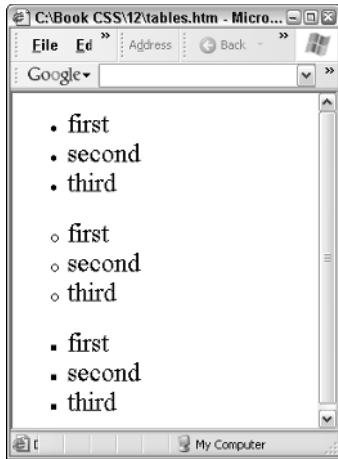 C:\Book CSS\12\tables.htm - Micro...
File Ed » Address Back »
Google »
• first
• second
• third
○ first
○ second
○ third
▪ first
▪ second
▪ third
My Computer